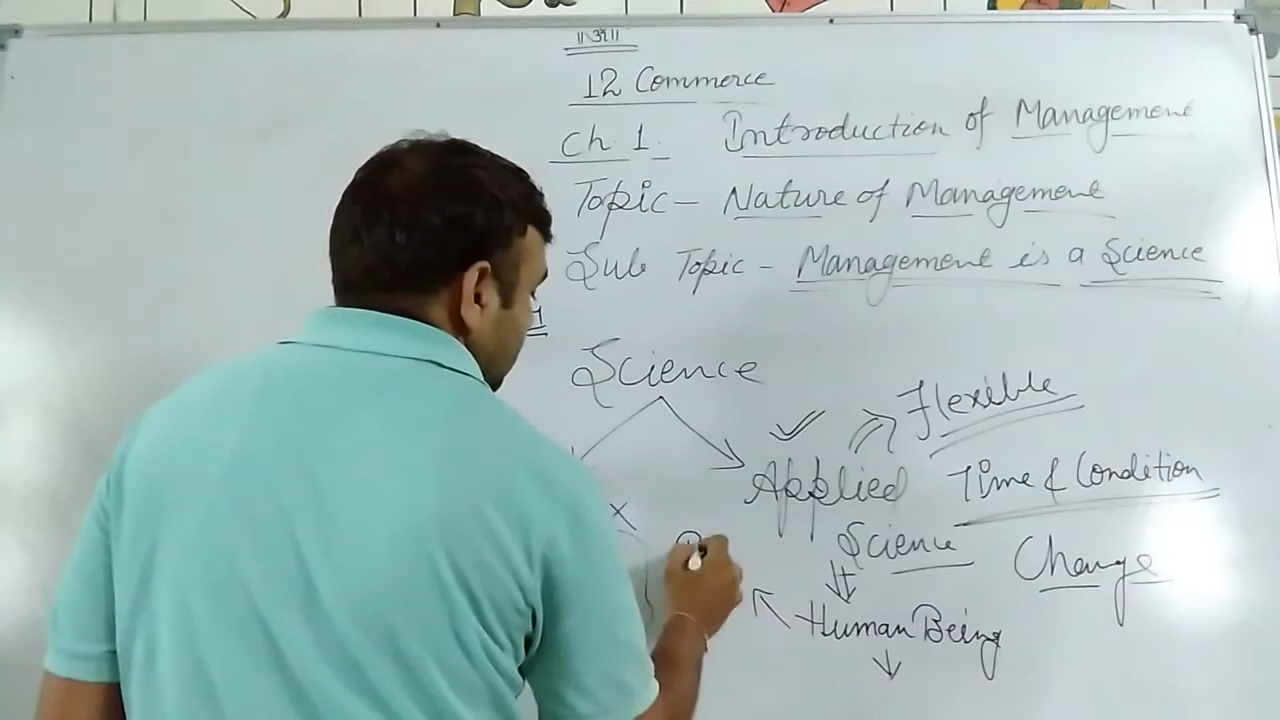 ॥ॐ॥
12 Commerce
Ch 1. Introduction of Management
Topic - Nature of Management
Sub Topic - Management is a Science
Science
Flexible
Applied Time & Condition
X
Science Change
Human Being